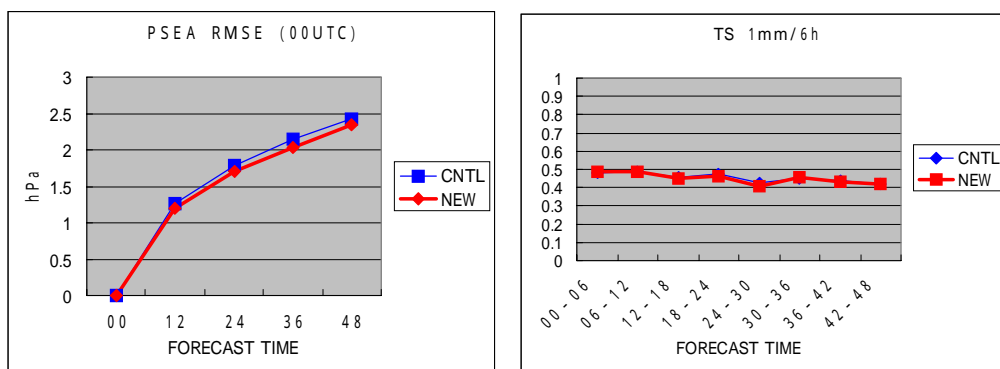 PSEA RMSE (00UTC)
3
2.5
2
1.5
1
0.5
0
hPa
00 12 24 36 48
FORECAST TIME
CNTL
NEW
TS 1mm/6h
1
0.9
0.8
0.7
0.6
0.5
0.4
0.3
0.2
0.1
0
00-06 06-12 12-18 18-24 24-30 30-36 36-42 42-48
FORECAST TIME
CNTL
NEW